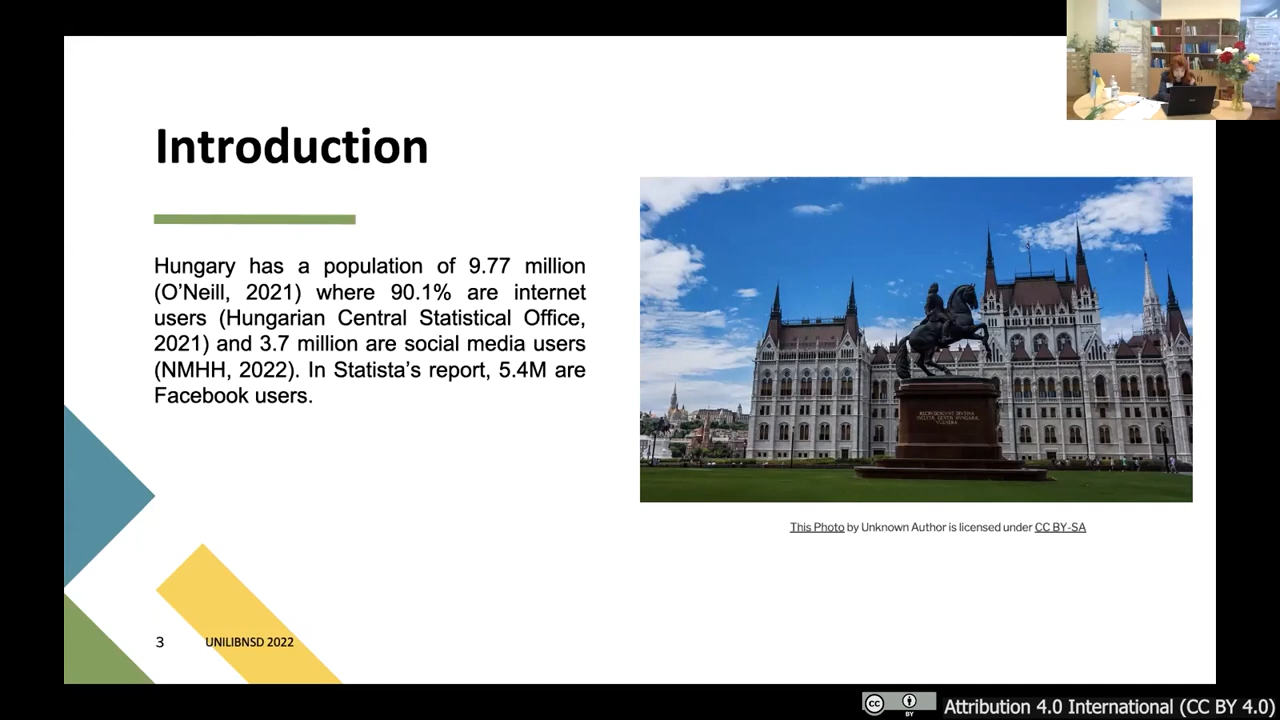 Introduction
Hungary has a population of 9.77 million
(O’Neill, 2021) where 90.1% are internet
users (Hungarian Central Statistical Office,
2021) and 3.7 million are social media users
(NMHH, 2022). In Statista’s report, 5.4M are
Facebook users.
This Photo by Unknown Author is licensed under CC BY-SA
3
UNILIBNSD 2022
cc
BY
Attribution 4.0 International (CC BY 4.0)